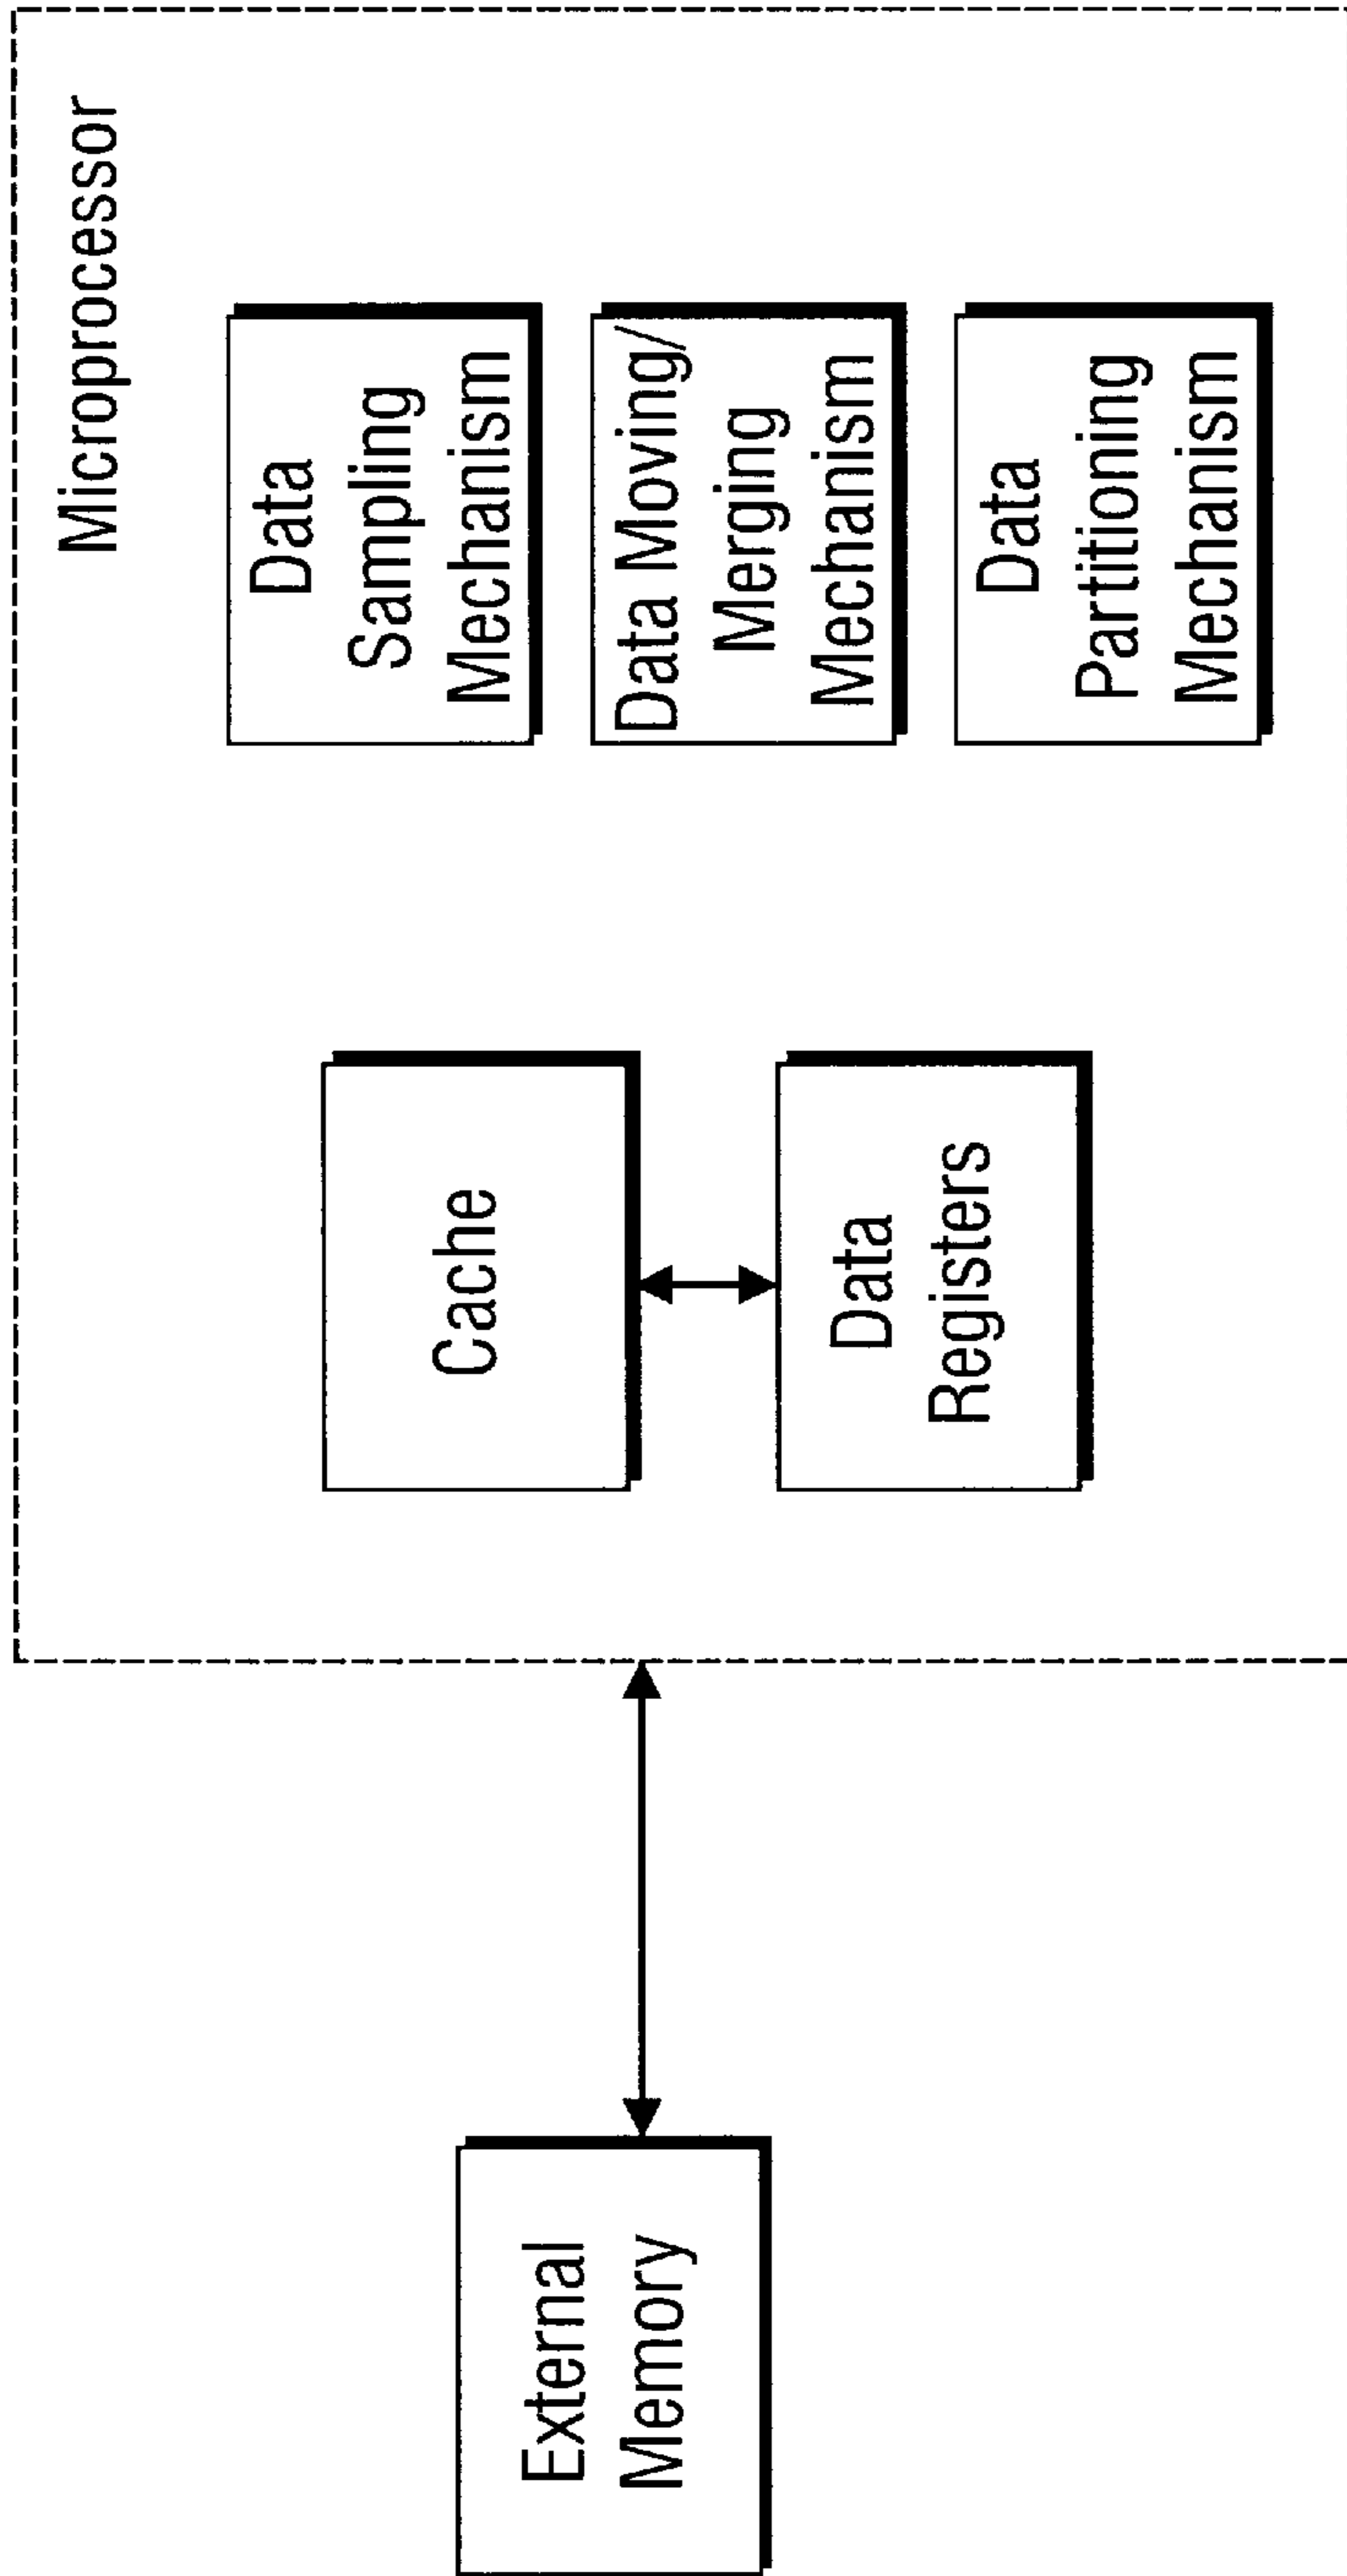 Microprocessor
External
Memory
Cache
Data
Registers
Data
Sampling
Mechanism
Data Moving/
Merging
Mechanism
Data
Partitioning
Mechanism